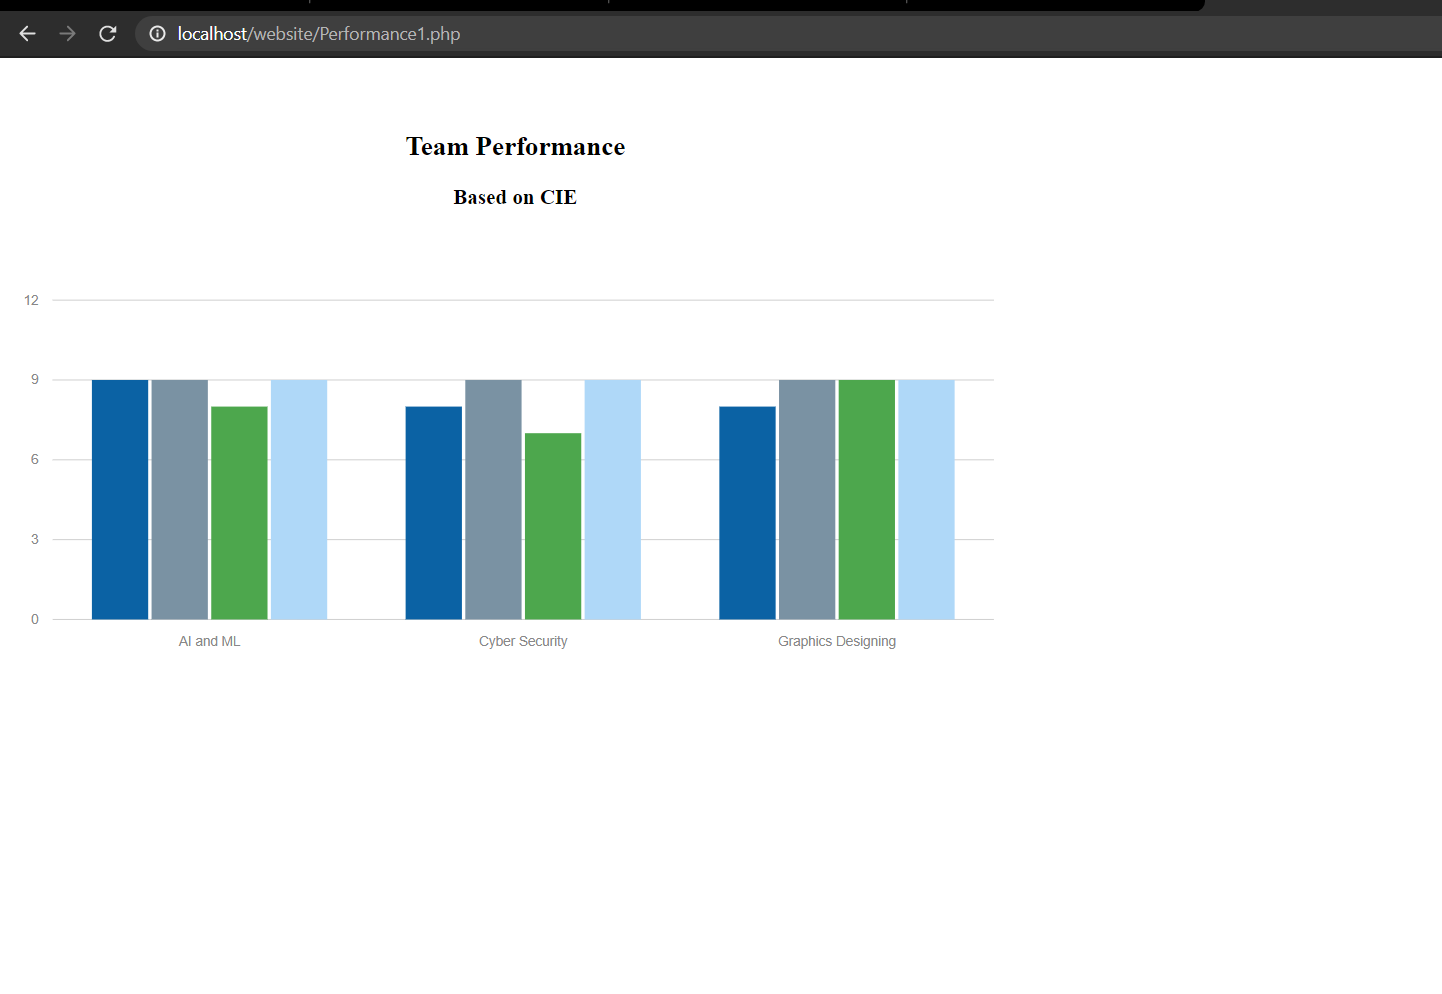 localhost/website/Performance1.php
Team Performance
Based on CIE
12
9
6
3
0
AI and ML
Cyber Security
Graphics Designing